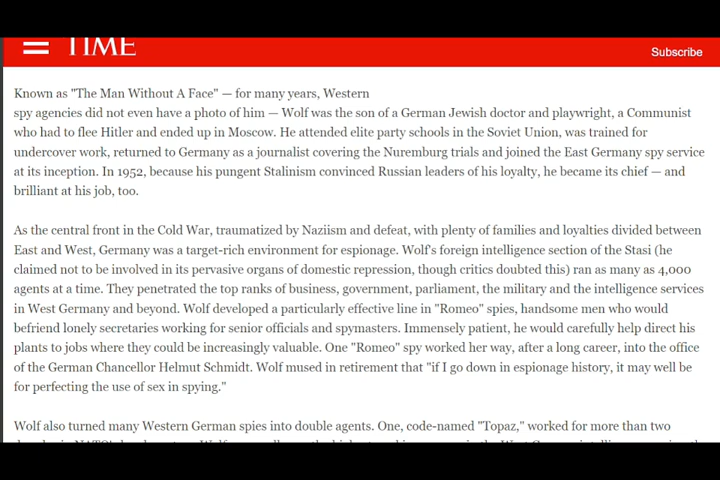 TIME
Subscribe
Known as "The Man Without A Face" — for many years, Western
spy agencies did not even have a photo of him — Wolf was the son of a German Jewish doctor and playwright, a Communist
who had to flee Hitler and ended up in Moscow. He attended elite party schools in the Soviet Union, was trained for
undercover work, returned to Germany as a journalist covering the Nuremburg trials and joined the East Germany spy service
at its inception. In 1952, because his pungent Stalinism convinced Russian leaders of his loyalty, he became its chief — and
brilliant at his job, too.
As the central front in the Cold War, traumatized by Naziism and defeat, with plenty of families and loyalties divided between
East and West, Germany was a target-rich environment for espionage. Wolf's foreign intelligence section of the Stasi (he
claimed not to be involved in its pervasive organs of domestic repression, though critics doubted this) ran as many as 4,000
agents at a time. They penetrated the top ranks of business, government, parliament, the military and the intelligence services
in West Germany and beyond. Wolf developed a particularly effective line in "Romeo" spies, handsome men who would
befriend lonely secretaries working for senior officials and spymasters. Immensely patient, he would carefully help direct his
plants to jobs where they could be increasingly valuable. One "Romeo" spy worked her way, after a long career, into the office
of the German Chancellor Helmut Schmidt. Wolf mused in retirement that "if I go down in espionage history, it may well be
for perfecting the use of sex in spying."
Wolf also turned many Western German spies into double agents. One, code-named "Topaz," worked for more than two